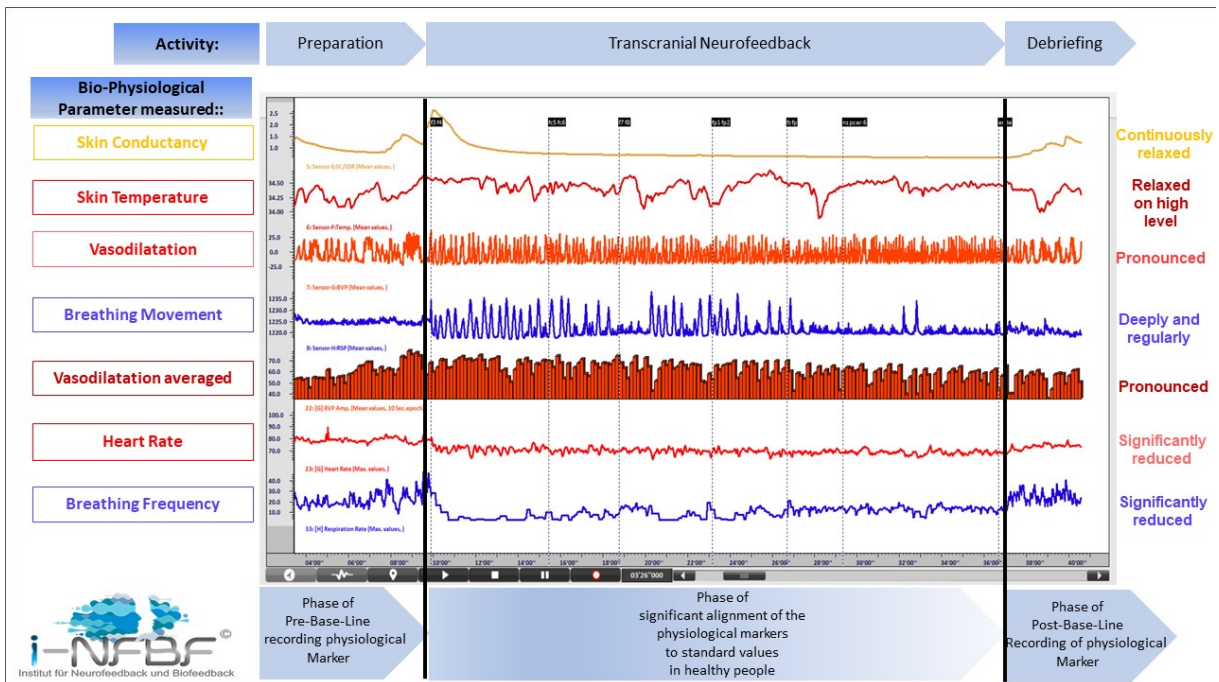 Activity:
Preparation
Transcranial Neurofeedback
Debriefing
Bio-Physiological
Parameter measured::
Skin Conductancy
Skin Temperature
Vasodilatation
Breathing Movement
Vasodilatation averaged
Heart Rate
Breathing Frequency
2.5
2.0
1.5
1.0
f3 f4
fc5 fc6
f7 f8
fp1 fp2
5: Sensor-E:SC/GSR (Mean values, )
34.50
34.25
34.00
6: Sensor-F:Temp. (Mean values, )
25.0
0.0
-25.0
7: Sensor-G:BVP (Mean values, )
1235.0
1230.0
1225.0
1220.0
8: Sensor-H:RSP (Mean values, )
70.0
60.0
50.0
40.0
22: [G] BVP Amp. (Mean values, 10 Sec.epoch
100.0
90.0
80.0
70.0
23: [G] Heart Rate (Max. values, )
40.0
30.0
20.0
10.0
33: [H] Respiration Rate (Max. values, )
04'00" 06'00" 08'00" 10'00" 12'00" 14'00" 16'00" 18'00" 20'00" 22'00" 24'00" 26'00" 28'00" 30'00" 32'00" 34'00" 36'00" 38'00" 40'00"
03'26"000
Continuously
relaxed
Relaxed
on high
level
Pronounced
Deeply and
regularly
Pronounced
Significantly
reduced
Significantly
reduced
i-NFBF©
Institut für Neurofeedback und Biofeedback
Phase of
Pre-Base-Line
recording physiological
Marker
Phase of
significant alignment of the
physiological markers
to standard values
in healthy people
Phase of
Post-Base-Line
Recording of physiological
Marker